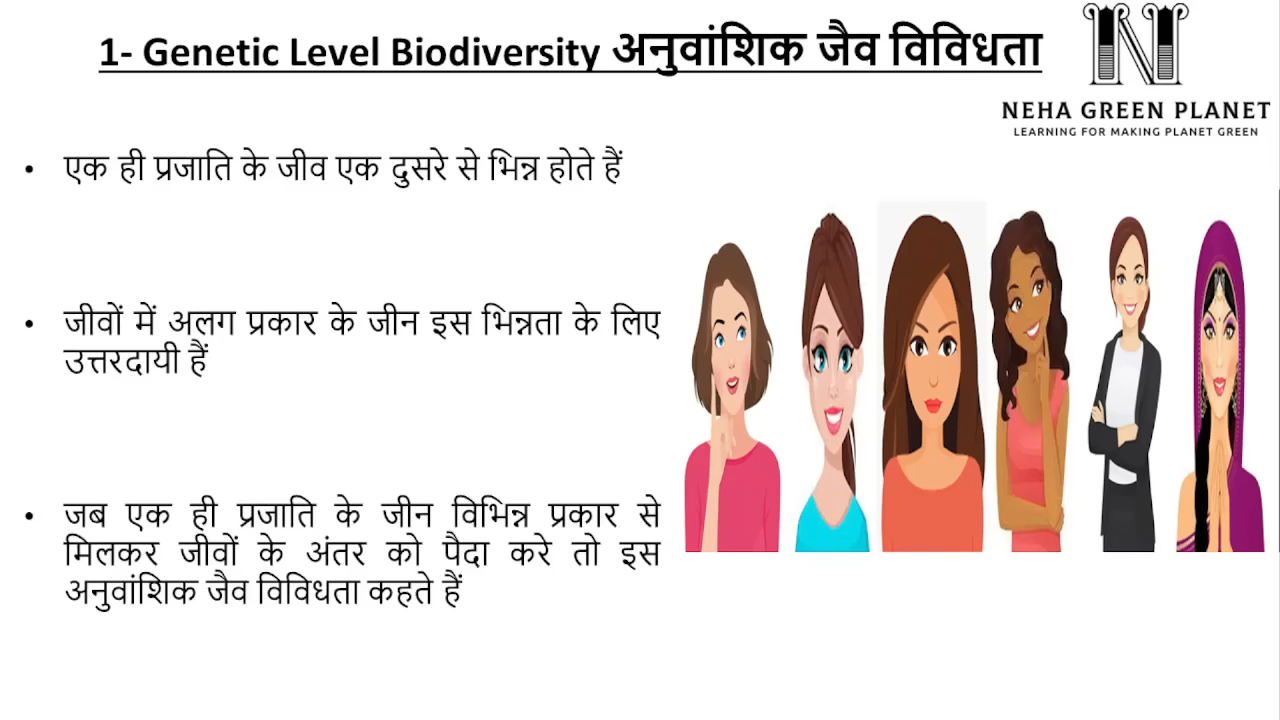 1- Genetic Level Biodiversity अनुवांशिक जैव विविधता
NEHA GREEN PLANET
LEARNING FOR MAKING PLANET GREEN
• एक ही प्रजाति के जीव एक दुसरे से भिन्न होते हैं
• जीवों में अलग प्रकार के जीन इस भिन्नता के लिए
उत्तरदायी हैं
• जब एक ही प्रजाति के जीन विभिन्न प्रकार से
मिलकर जीवों के अंतर को पैदा करे तो इस
अनुवांशिक जैव विविधता कहते हैं